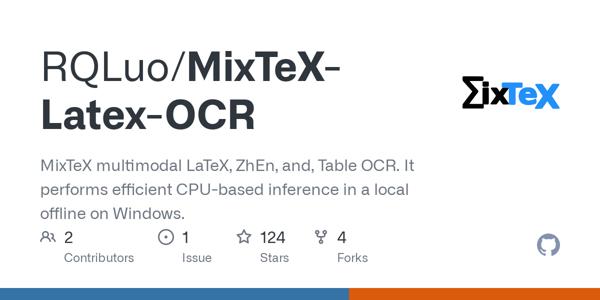 RQLuo/MixTeX-
Latex-OCR
ΣixTeX
MixTeX multimodal LaTeX, ZhEn, and, Table OCR. It
performs efficient CPU-based inference in a local
offline on Windows.
2
Contributors
1
Issue
124
Stars
4
Forks